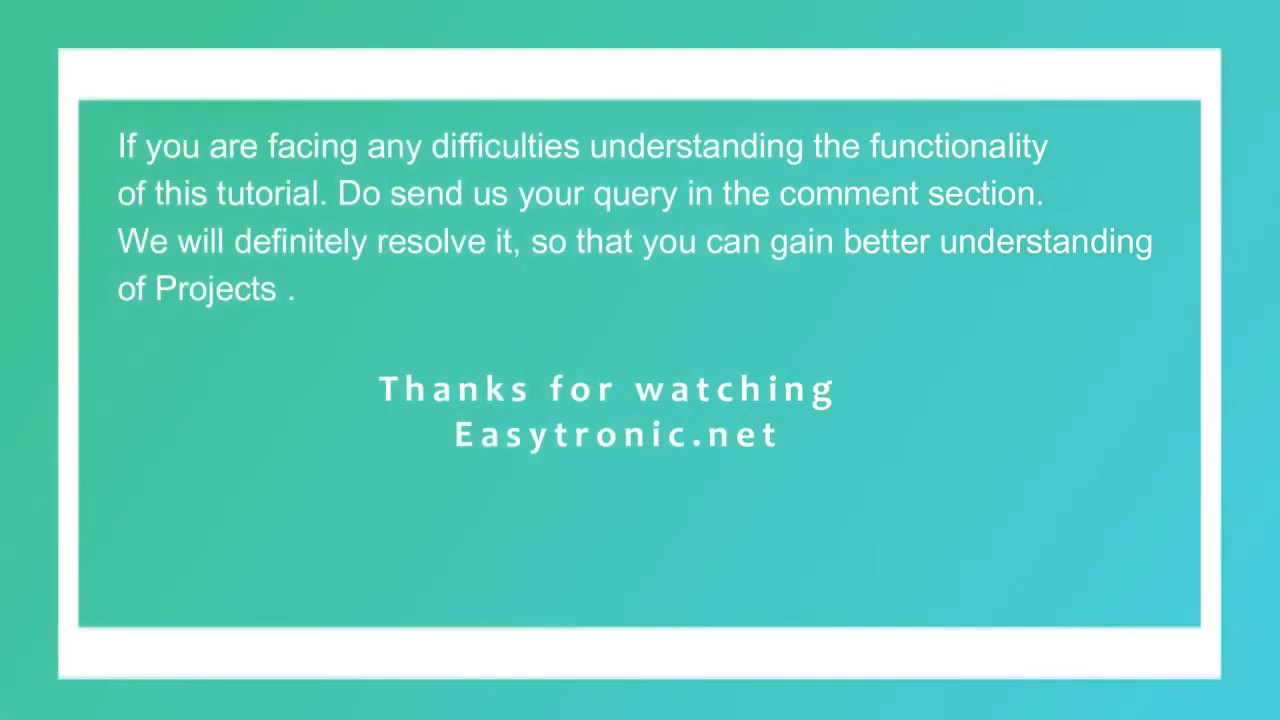 If you are facing any difficulties understanding the functionality
of this tutorial. Do send us your query in the comment section.
We will definitely resolve it, so that you can gain better understanding
of Projects .
Thanks for watching
Easytronic.net